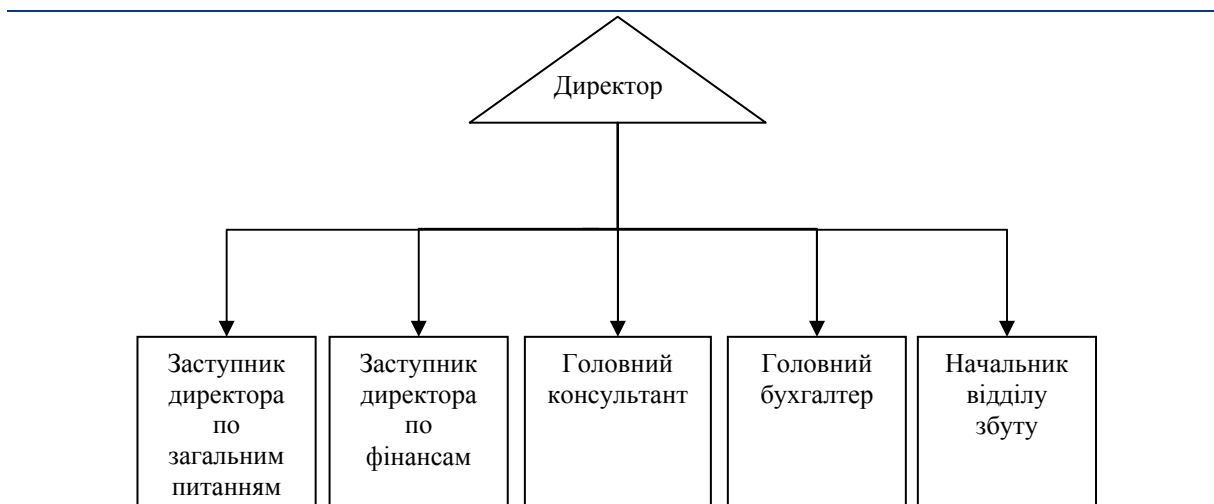 Директор
Заступник
директора
по
загальним
питанням
Заступник
директора
по
фінансам
Головний
консультант
Головний
бухгалтер
Начальник
відділу
збуту